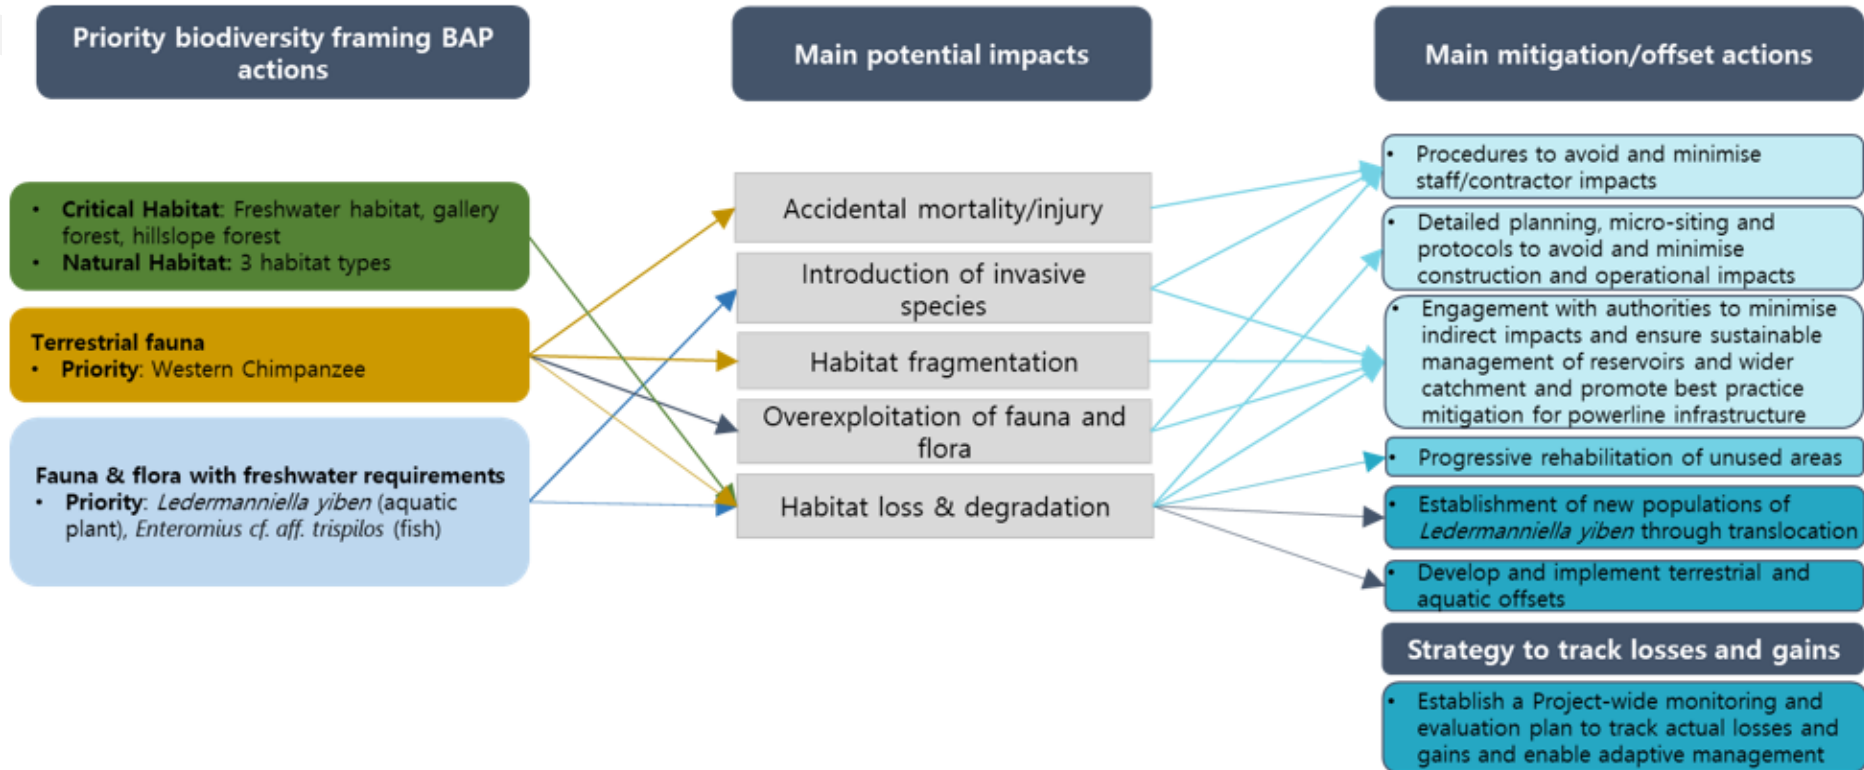 Priority biodiversity framing BAP
actions
• Critical Habitat: Freshwater habitat, gallery
forest, hillslope forest
• Natural Habitat: 3 habitat types
Terrestrial fauna
• Priority: Western Chimpanzee
Fauna & flora with freshwater requirements
• Priority: Ledermanniella yiben (aquatic
plant), Enteromius cf. aff. trispilos (fish)
Main potential impacts
Accidental mortality/injury
Introduction of invasive
species
Habitat fragmentation
Overexploitation of fauna and
flora
Habitat loss & degradation
Main mitigation/offset actions
• Procedures to avoid and minimise
staff/contractor impacts
• Detailed planning, micro-siting and
protocols to avoid and minimise
construction and operational impacts
• Engagement with authorities to minimise
indirect impacts and ensure sustainable
management of reservoirs and wider
catchment and promote best practice
mitigation for powerline infrastructure
• Progressive rehabilitation of unused areas
• Establishment of new populations of
Ledermanniella yiben through translocation
• Develop and implement terrestrial and
aquatic offsets
Strategy to track losses and gains
• Establish a Project-wide monitoring and
evaluation plan to track actual losses and
gains and enable adaptive management